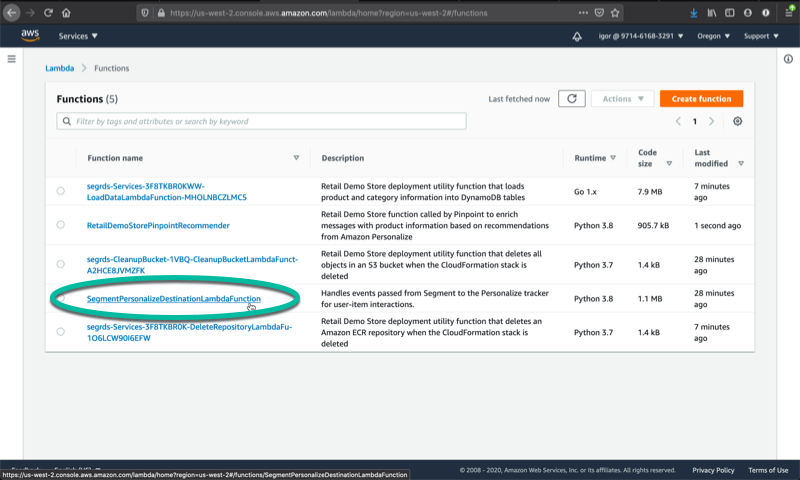 https://us-west-2.console.aws.amazon.com/lambda/home?region=us-west-2#/functions
aws
Services
igor @ 9714-6168-3291
Oregon
Support
Lambda > Functions
Functions (5)
Last fetched now
Actions
Create function
Filter by tags and attributes or search by keyword
1
Function name
Description
Runtime
Code size
Last modified
segrds-Services-3F8TKBR0KWW-
LoadDataLambdaFunction-MHOLNBCZLMC5
Retail Demo Store deployment utility function that loads
product and category information into DynamoDB tables
Go 1.x
7.9 MB
7 minutes
ago
RetailDemoStorePinpointRecommender
Retail Demo Store function called by Pinpoint to enrich
messages with product information based on recommendations
from Amazon Personalize
Python 3.8
905.7 kB
1 second ago
segrds-CleanupBucket-1VBQ-CleanupBucketLambdaFunct-
A2HCE8JVMZFK
Retail Demo Store deployment utility function that deletes all
objects in an S3 bucket when the CloudFormation stack is
deleted
Python 3.7
1.4 kB
28 minutes
ago
SegmentPersonalizeDestinationLambdaFunction
Handles events passed from Segment to the Personalize tracker
for user-item interactions.
Python 3.8
1.1 MB
28 minutes
ago
segrds-Services-3F8TKBR0K-DeleteRepositoryLambdaFu-
1O6LCW90I6EFW
Retail Demo Store deployment utility function that deletes an
Amazon ECR repository when the CloudFormation stack is
deleted
Python 3.7
1.4 kB
7 minutes
ago
https://us-west-2.console.aws.amazon.com/lambda/home?region=us-west-2#/functions/SegmentPersonalizeDestinationLambdaFunction
© 2008 - 2020, Amazon Web Services, Inc. or its affiliates. All rights reserved.
Privacy Policy
Terms of Use